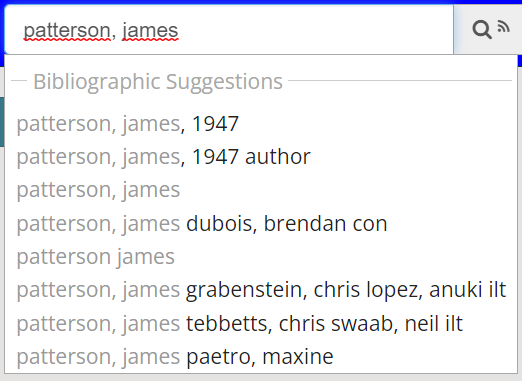 patterson, james
Bibliographic Suggestions
patterson, james, 1947
patterson, james, 1947 author
patterson, james
patterson, james dubois, brendan con
patterson james
patterson, james grabenstein, chris lopez, anuki ilt
patterson, james tebbetts, chris swaab, neil ilt
patterson, james paetro, maxine